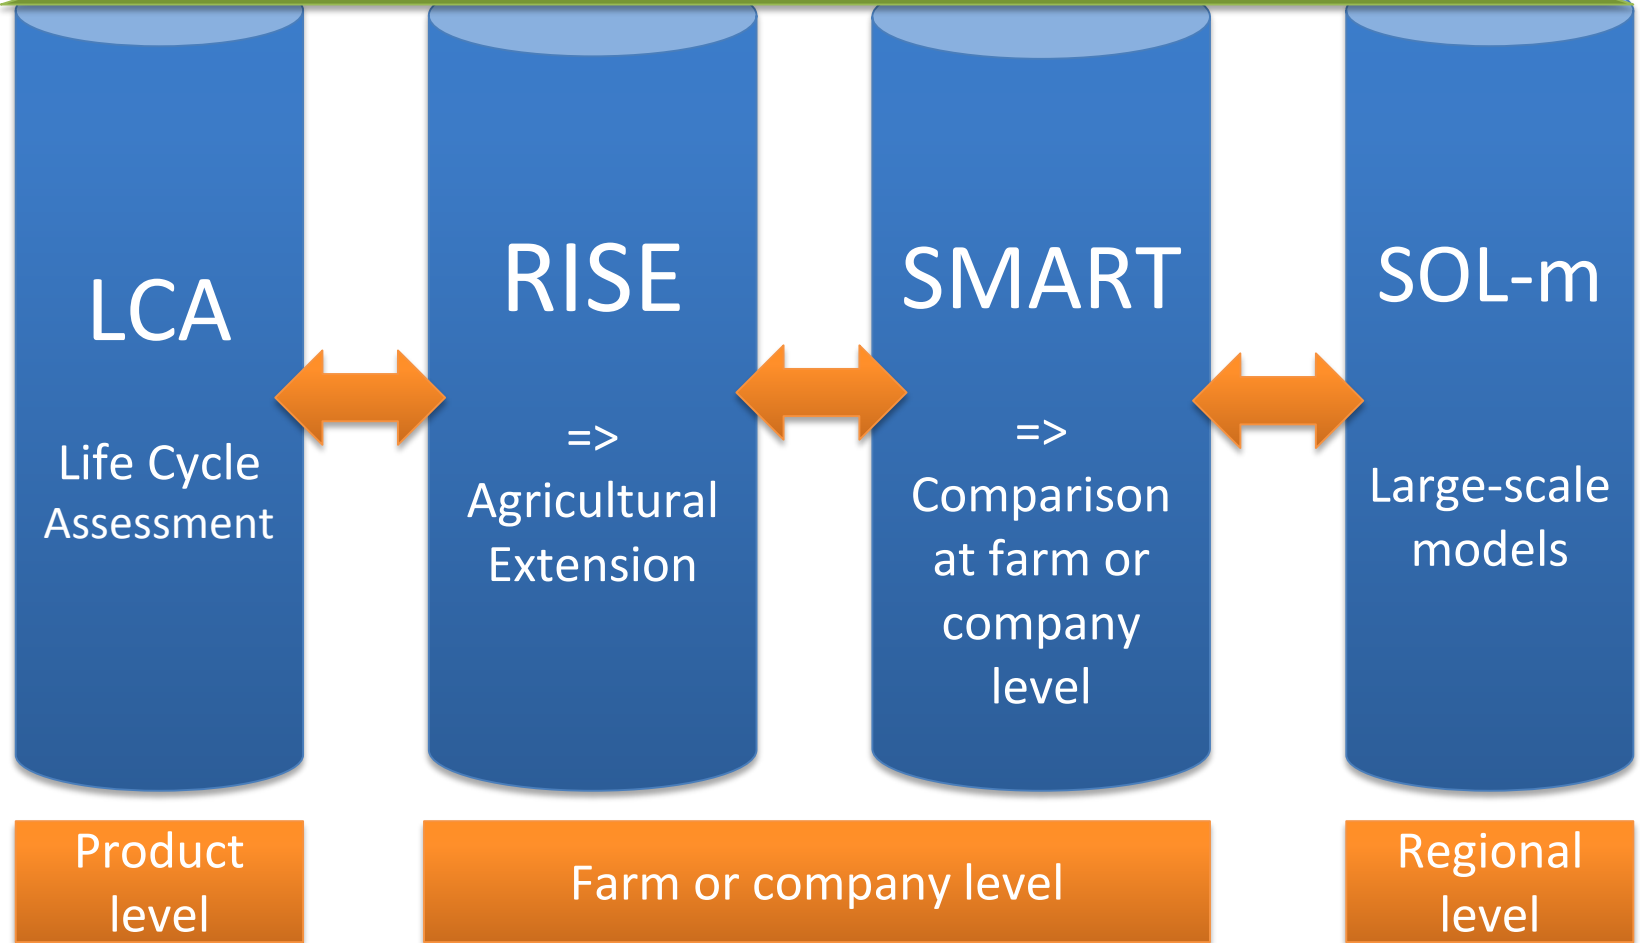 LCA
Life Cycle
Assessment
RISE
=>
Agricultural
Extension
SMART
=>
Comparison
at farm or
company
level
SOL-m
Large-scale
models
Product
level
Farm or company level
Regional
level